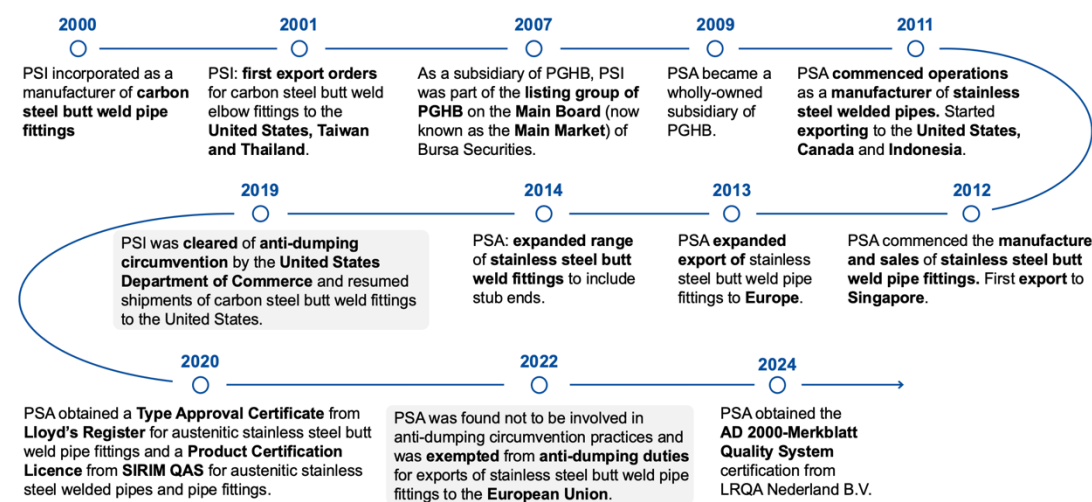 2000
PSI incorporated as a
manufacturer of carbon
steel butt weld pipe
fittings
2001
PSI: first export orders
for carbon steel butt weld
elbow fittings to the
United States, Taiwan
and Thailand.
2007
As a subsidiary of PGHB, PSI
was part of the listing group of
PGHB on the Main Board (now
known as the Main Market) of
Bursa Securities.
2009
PSA became a
wholly-owned
subsidiary of
PGHB.
2011
PSA commenced operations
as a manufacturer of stainless
steel welded pipes. Started
exporting to the United States,
Canada and Indonesia.
2012
PSA commenced the manufacture
and sales of stainless steel butt
weld pipe fittings. First export to
Singapore.
2013
PSA expanded
export of stainless
steel butt weld pipe
fittings to Europe.
2014
PSA: expanded range
of stainless steel butt
weld fittings to include
stub ends.
2019
PSI was cleared of anti-dumping
circumvention by the United States
Department of Commerce and resumed
shipments of carbon steel butt weld fittings
to the United States.
2020
PSA obtained a Type Approval Certificate from
Lloyd's Register for austenitic stainless steel butt
weld pipe fittings and a Product Certification
Licence from SIRIM QAS for austenitic stainless
steel welded pipes and pipe fittings.
2022
PSA was found not to be involved in
anti-dumping circumvention practices and
was exempted from anti-dumping duties
for exports of stainless steel butt weld pipe
fittings to the European Union.
2024
PSA obtained the
AD 2000-Merkblatt
Quality System
certification from
LRQA Nederland B.V.